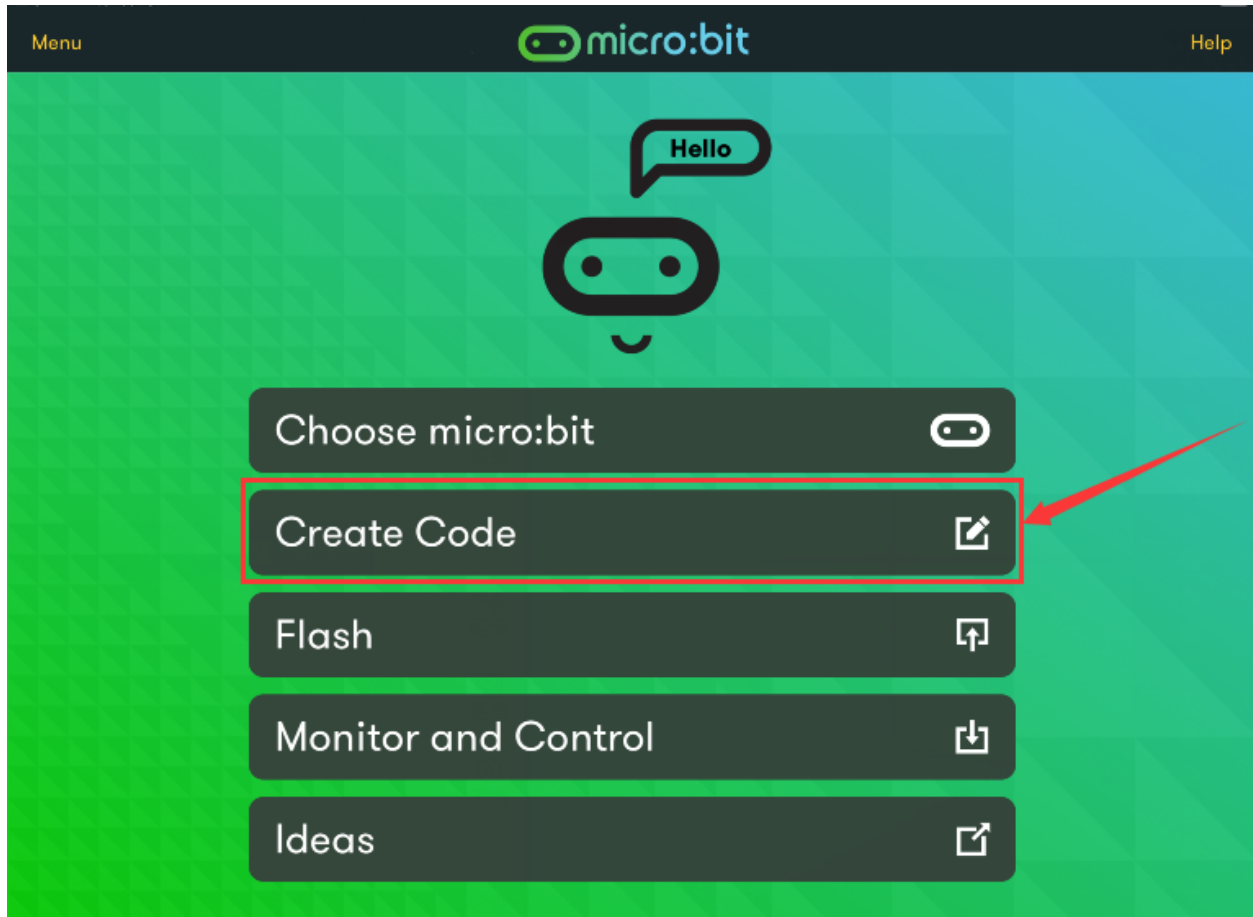 Menu
micro:bit
Help
Hello
Choose micro:bit
Create Code
Flash
Monitor and Control
Ideas